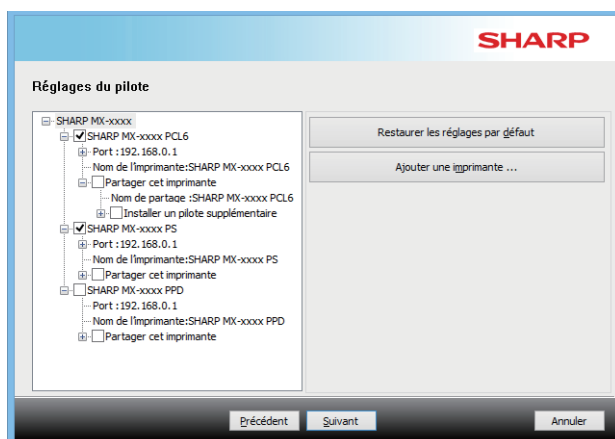 SHARP
Réglages du pilote
SHARP MX-xxxx
SHARP MX-xxxx PCL6
Port :192.168.0.1
Nom de l'imprimante:SHARP MX-xxxx PCL6
Partager cet imprimante
Nom de partage :SHARP MX-xxxx PCL6
Installer un pilote supplémentaire
SHARP MX-xxxx PS
Port :192.168.0.1
Nom de l'imprimante:SHARP MX-xxxx PS
Partager cet imprimante
SHARP MX-xxxx PPD
Port :192.168.0.1
Nom de l'imprimante:SHARP MX-xxxx PPD
Partager cet imprimante
Restaurer les réglages par défaut
Ajouter une imprimante ...
Précédent
Suivant
Annuler